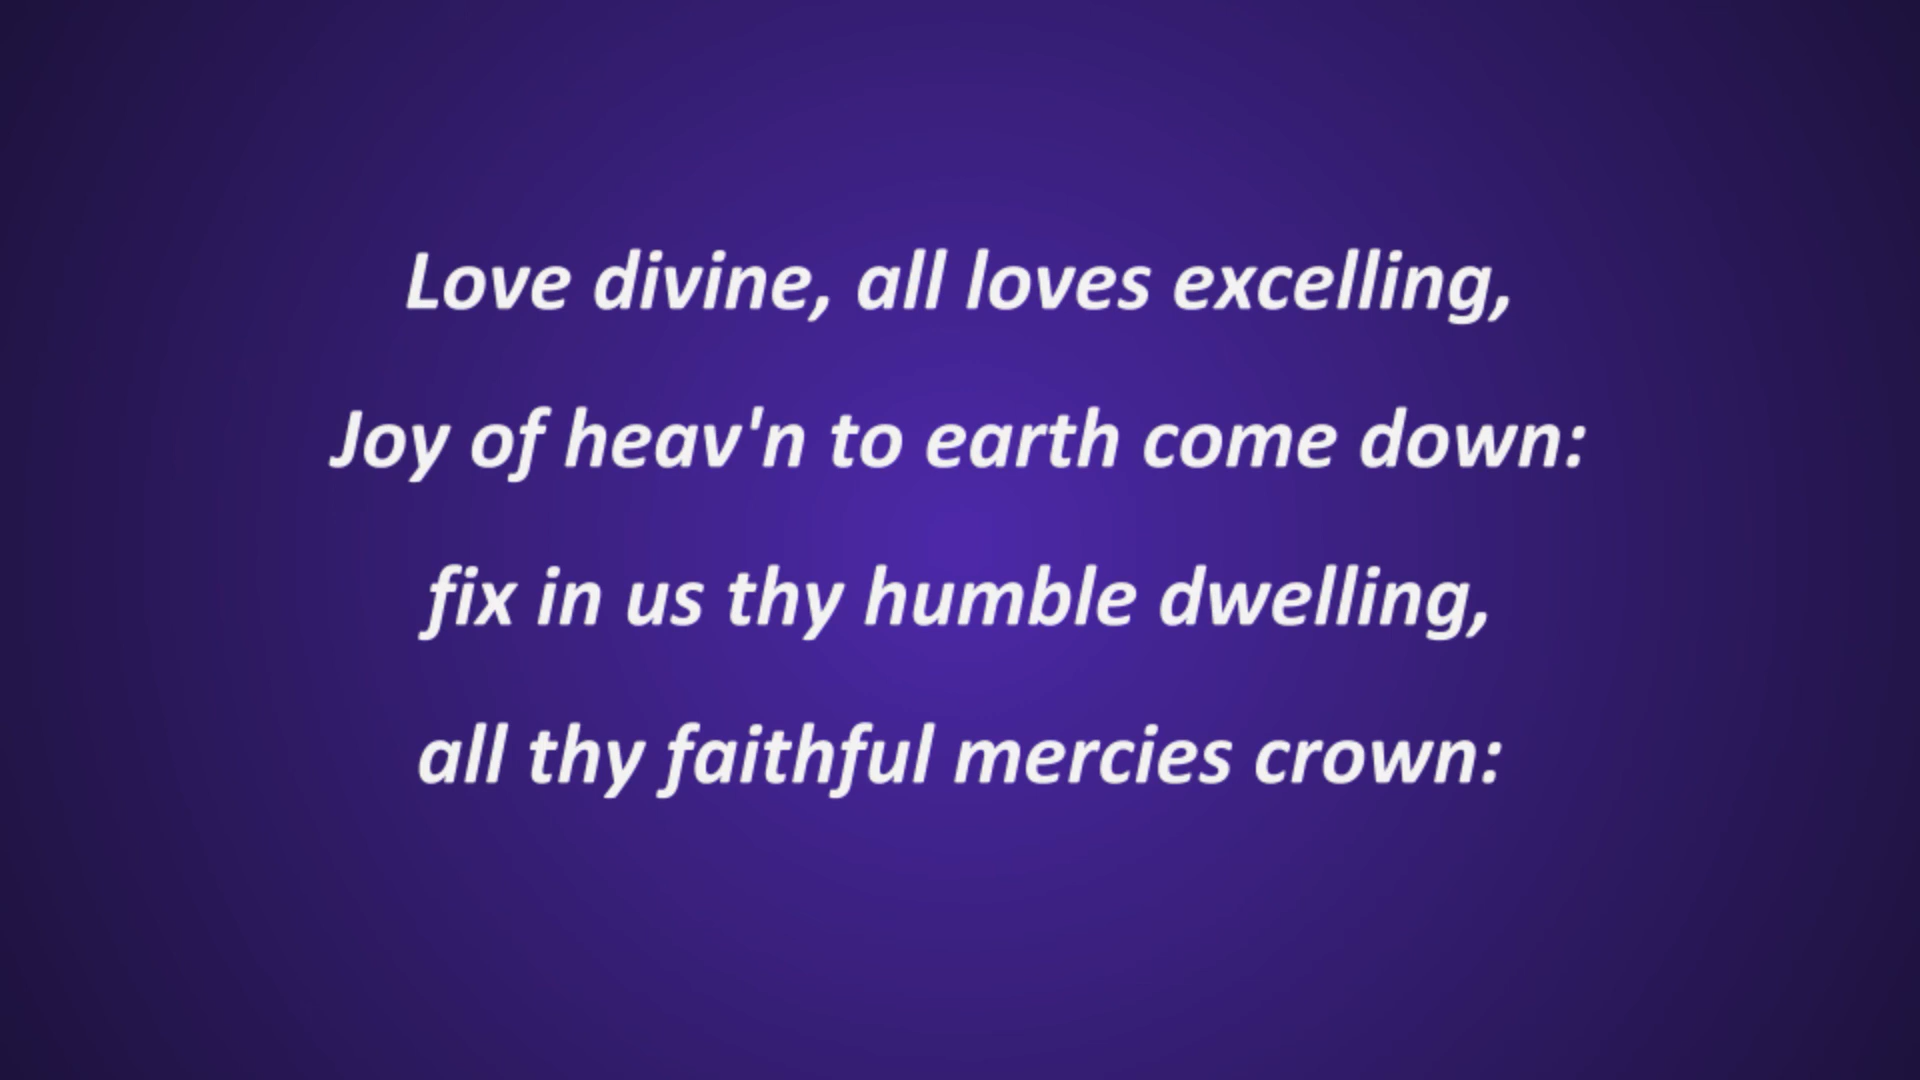 Love divine, all loves excelling,
Joy of heav'n to earth come down:
fix in us thy humble dwelling,
all thy faithful mercies crown: